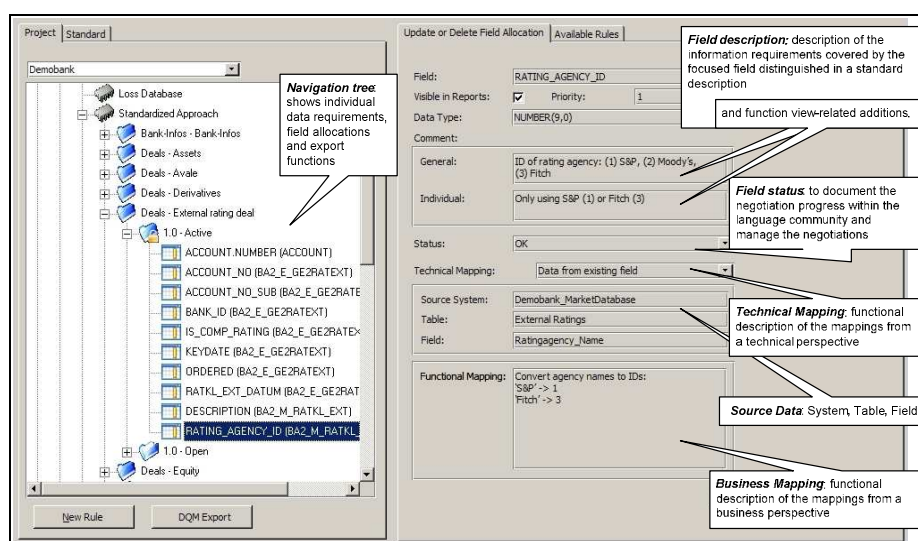 Project Standard
Demobank
Loss Database
Standardized Approach
Bank-Infos - Bank-Infos
Deals - Assets
Deals - Avale
Deals - Derivatives
Deals - External rating deal
1.0 - Active
ACCOUNT.NUMBER (ACCOUNT)
ACCOUNT_NO (BA2_E_GE2RATEXT)
ACCOUNT_NO_SUB (BA2_E_GE2RATE
BANK_ID (BA2_E_GE2RATEXT)
IS_COMP_RATING (BA2_E_GE2RATEX
KEYDATE (BA2_E_GE2RATEXT)
ORDERED (BA2_E_GE2RATEXT)
RATKL_EXT_DATUM (BA2_E_GE2RAT
DESCRIPTION (BA2_M_RATKL_EXT)
RATING_AGENCY_ID (BA2_M_RATKL_
1.0 - Open
Deals - Equity
New Rule DQM Export
Navigation tree:
shows individual
data requirements,
field allocations
and export
functions
Update or Delete Field Allocation Available Rules
Field: RATING_AGENCY_ID
Visible in Reports: Priority: 1
Data Type: NUMBER(9,0)
Comment:
General: ID of rating agency: (1) S&P, (2) Moody's,
(3) Fitch
Individual: Only using S&P (1) or Fitch (3)
Status: OK
Technical Mapping: Data from existing field
Source System: Demobank_MarketDatabase
Table: External Ratings
Field: Ratingagency_Name
Functional Mapping: Convert agency names to IDs:
'S&P' -> 1
'Fitch' -> 3
Field description; description of the
information requirements covered by the
focused field distinguished in a standard
description
and function view-related additions.
Field status: to document the
negotiation progress within the
language community and
manage the negotiations
Technical Mapping: functional
description of the mappings from
a technical perspective
Source Data: System, Table, Field
Business Mapping: functional
description of the mappings from a
business perspective